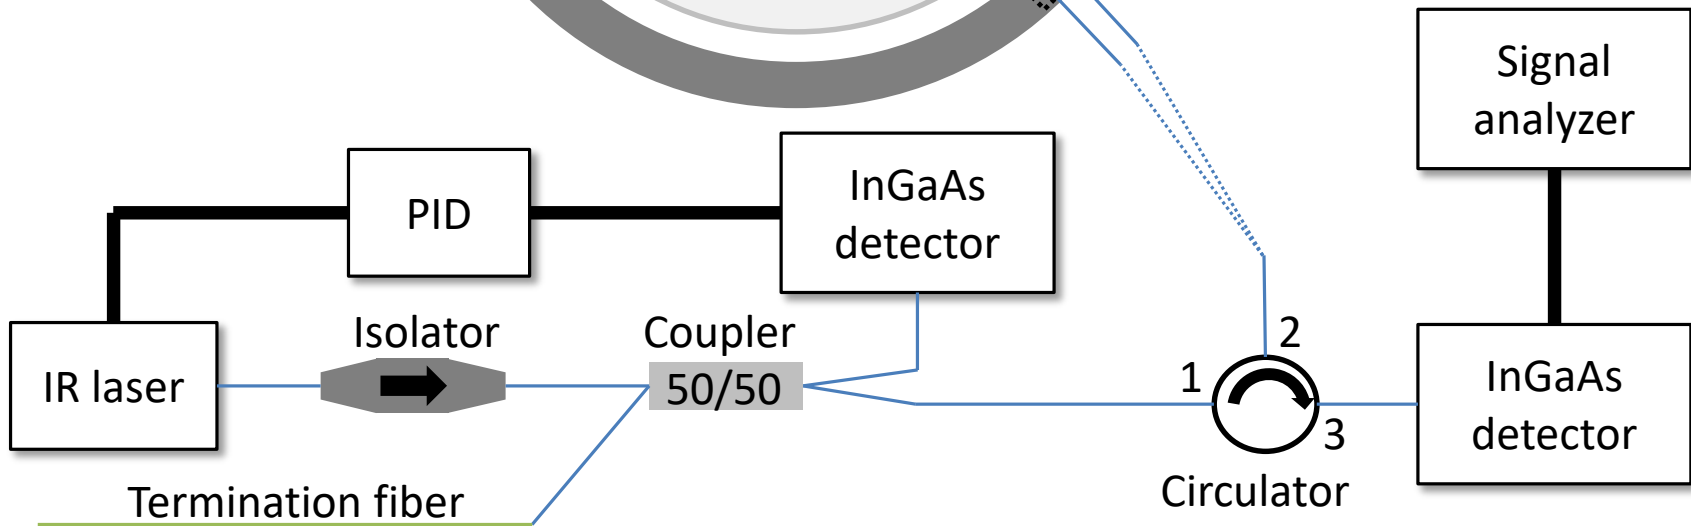 Signal
analyzer
InGaAs
detector
PID
Isolator
Coupler
2
IR laser
50/50
1
InGaAs
detector
3
Circulator
Termination fiber